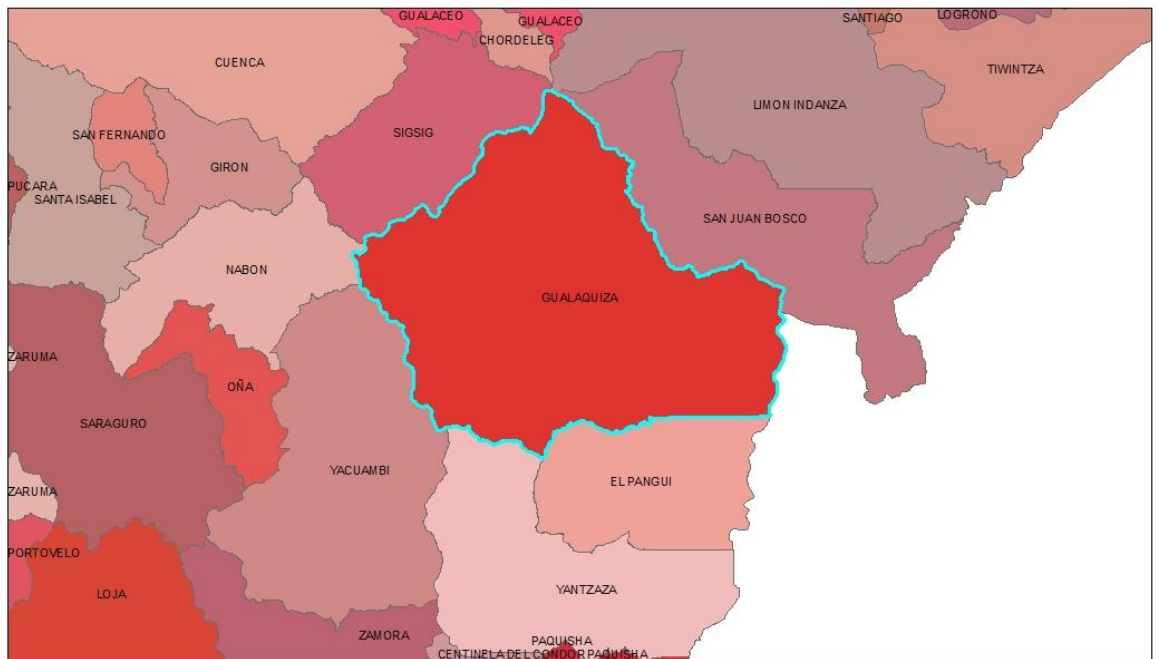 GUALACEO
GUALACEO
SANTIAGO
LOGROÑO
CHORDELEG
CUENCA
TIWINTZA
LIMON INDANZA
SAN FERNANDO
SIGSIG
GIRON
PUCARA
SANTA ISABEL
SAN JUAN BOSCO
NABON
GUALAQUIZA
ZARUMA
OÑA
SARAGURO
YACUAMBI
EL PANGUI
ZARUMA
PORTOVELO
YANTZAZA
LOJA
ZAMORA
PAQUISHA
CENTINELA DEL CONDOR PAQUISHA